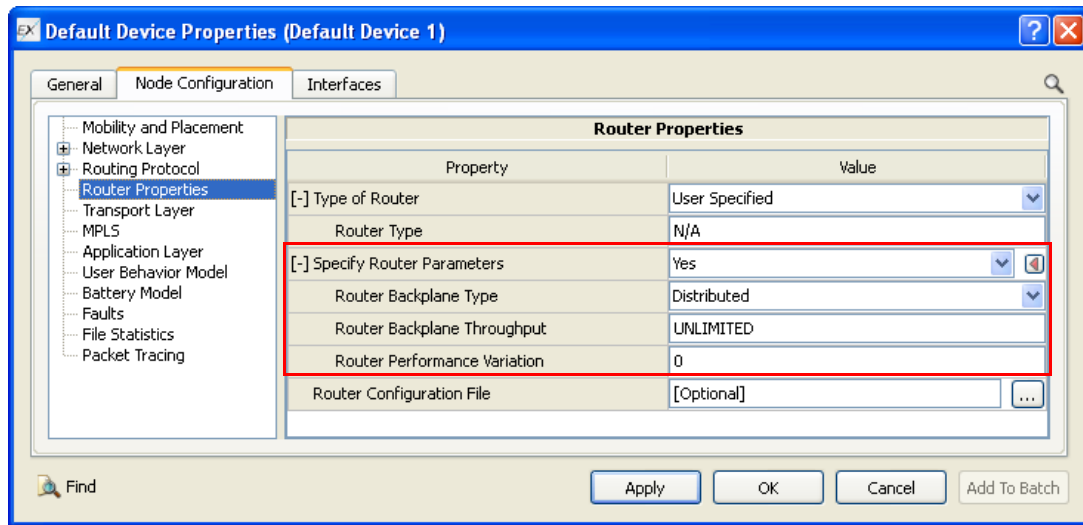 EX Default Device Properties (Default Device 1) ?
General Node Configuration Interfaces
Mobility and Placement
Network Layer
Routing Protocol
Router Properties
Transport Layer
MPLS
Application Layer
User Behavior Model
Battery Model
Faults
File Statistics
Packet Tracing
Router Properties
Property Value
[-] Type of Router User Specified
Router Type N/A
[-] Specify Router Parameters Yes
Router Backplane Type Distributed
Router Backplane Throughput UNLIMITED
Router Performance Variation 0
Router Configuration File [Optional] ...
Find Apply OK Cancel Add To Batch